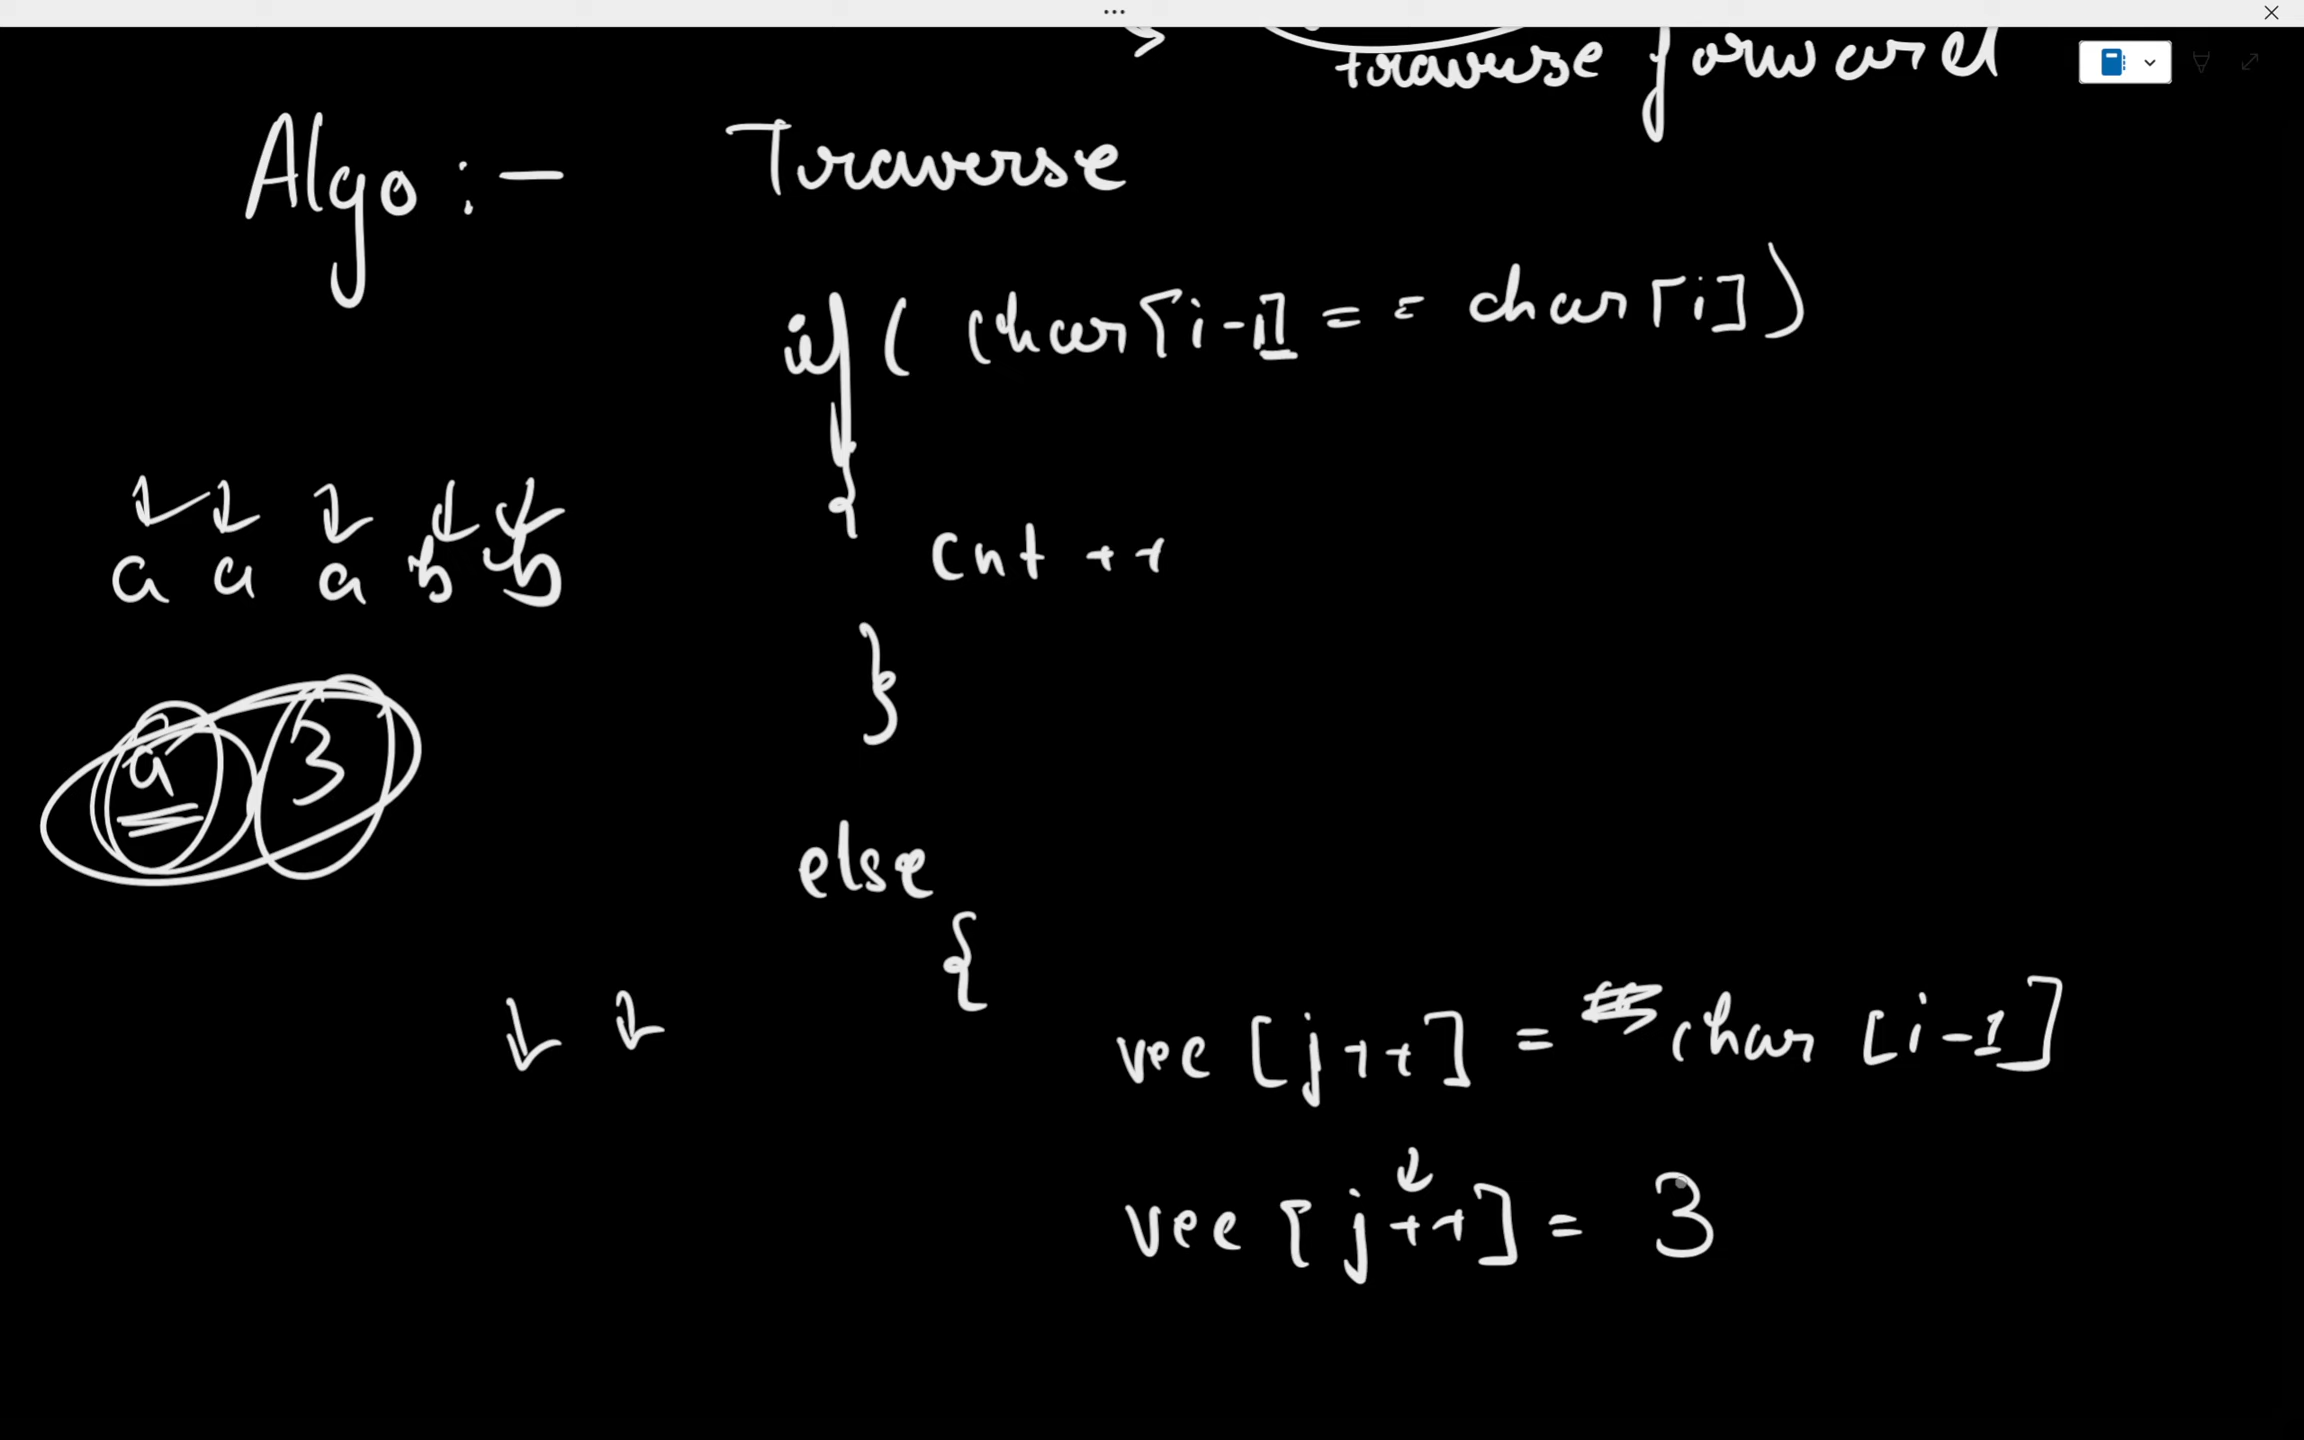 traverse forward
Algo :- Traverse
if ( char[i-1] == char[i])
{
a a a b b
cnt ++
}
a 3
else
{
vec [j++] = char [i-1]
vec [j++] = 3